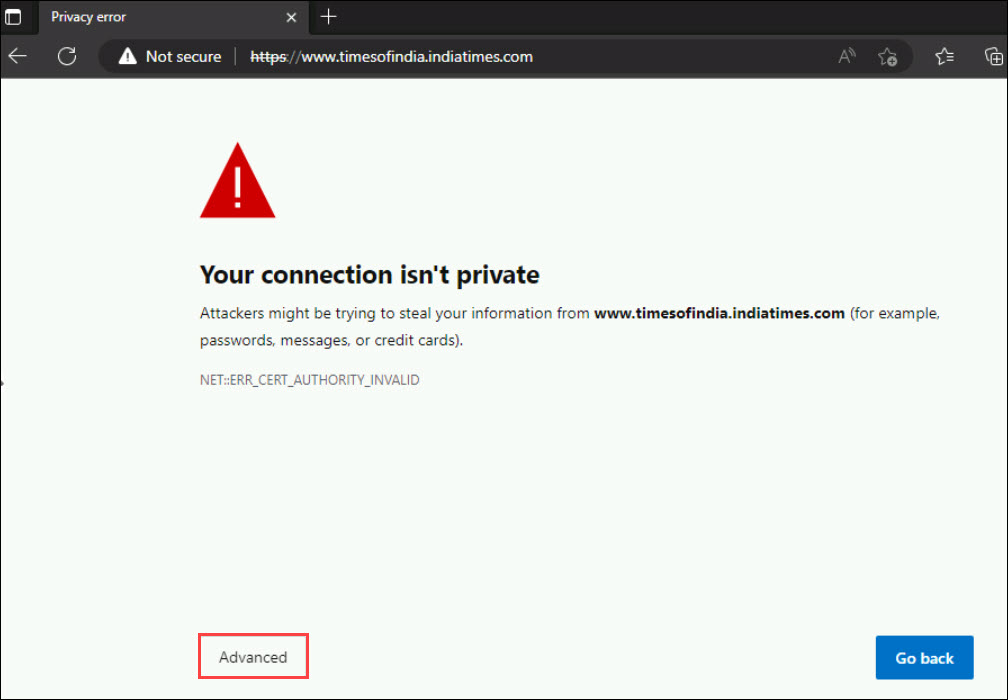 Privacy error
Not secure
https://www.timesofindia.indiatimes.com
A
!
Your connection isn't private
Attackers might be trying to steal your information from www.timesofindia.indiatimes.com (for example,
passwords, messages, or credit cards).
NET::ERR_CERT_AUTHORITY_INVALID
Advanced
Go back